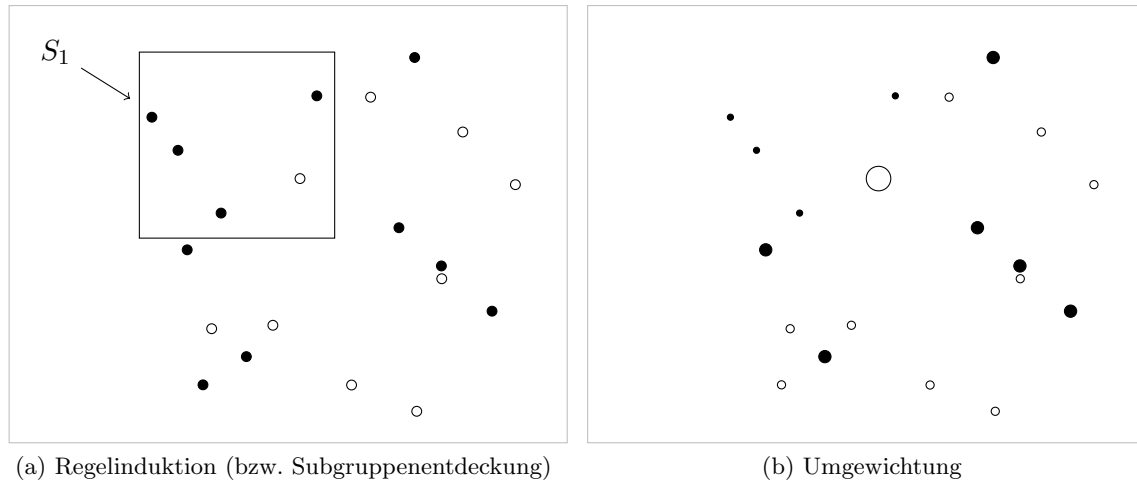 S₁
(a) Regelinduktion (bzw. Subgruppenentdeckung)
(b) Umgewichtung